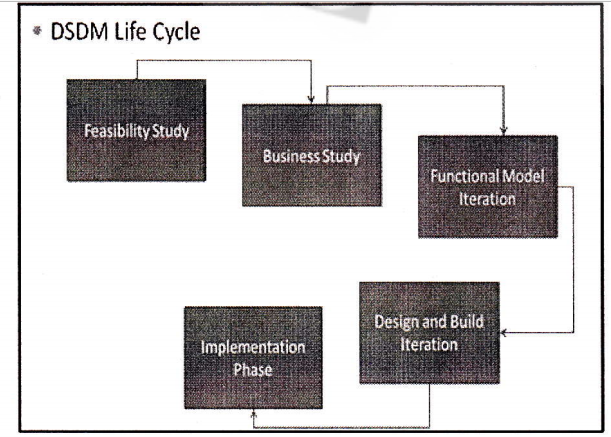 DSDM Life Cycle
Feasibility Study
Business Study
Functional Model
Iteration
Design and Build
Iteration
Implementation
Phase